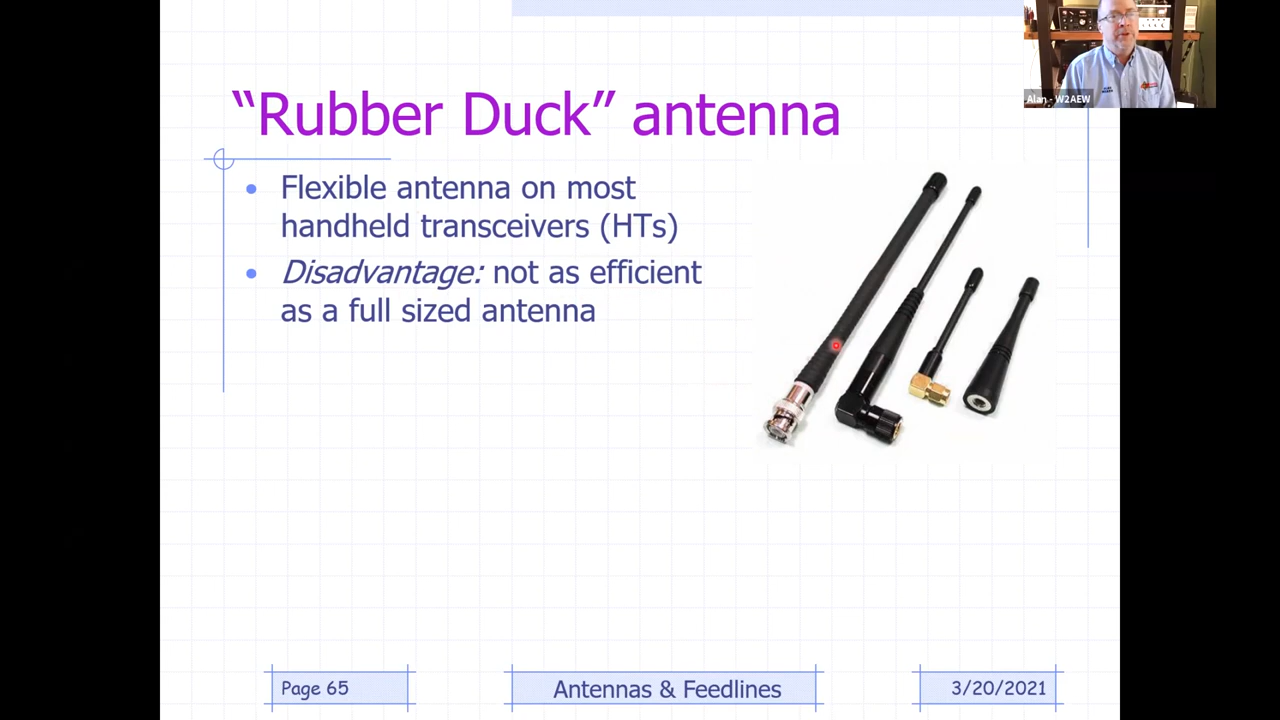 Alan - W2AEW
“Rubber Duck” antenna
• Flexible antenna on most
handheld transceivers (HTs)
• Disadvantage: not as efficient
as a full sized antenna
Page 65
Antennas & Feedlines
3/20/2021